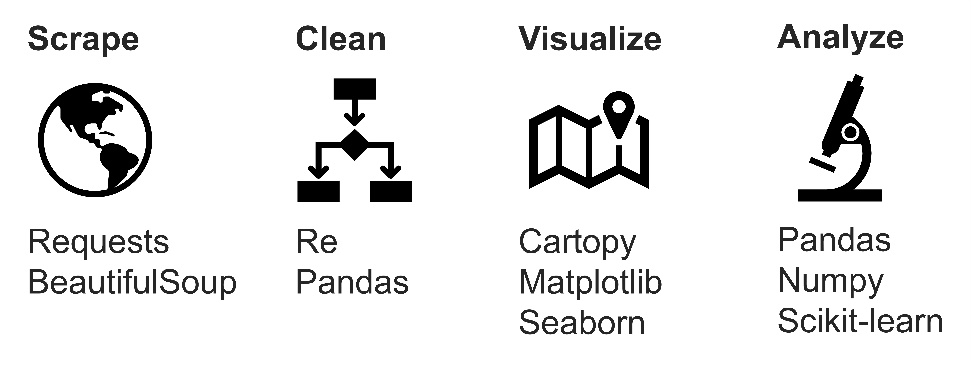 Scrape
Requests
BeautifulSoup
Clean
Re
Pandas
Visualize
Cartopy
Matplotlib
Seaborn
Analyze
Pandas
Numpy
Scikit-learn